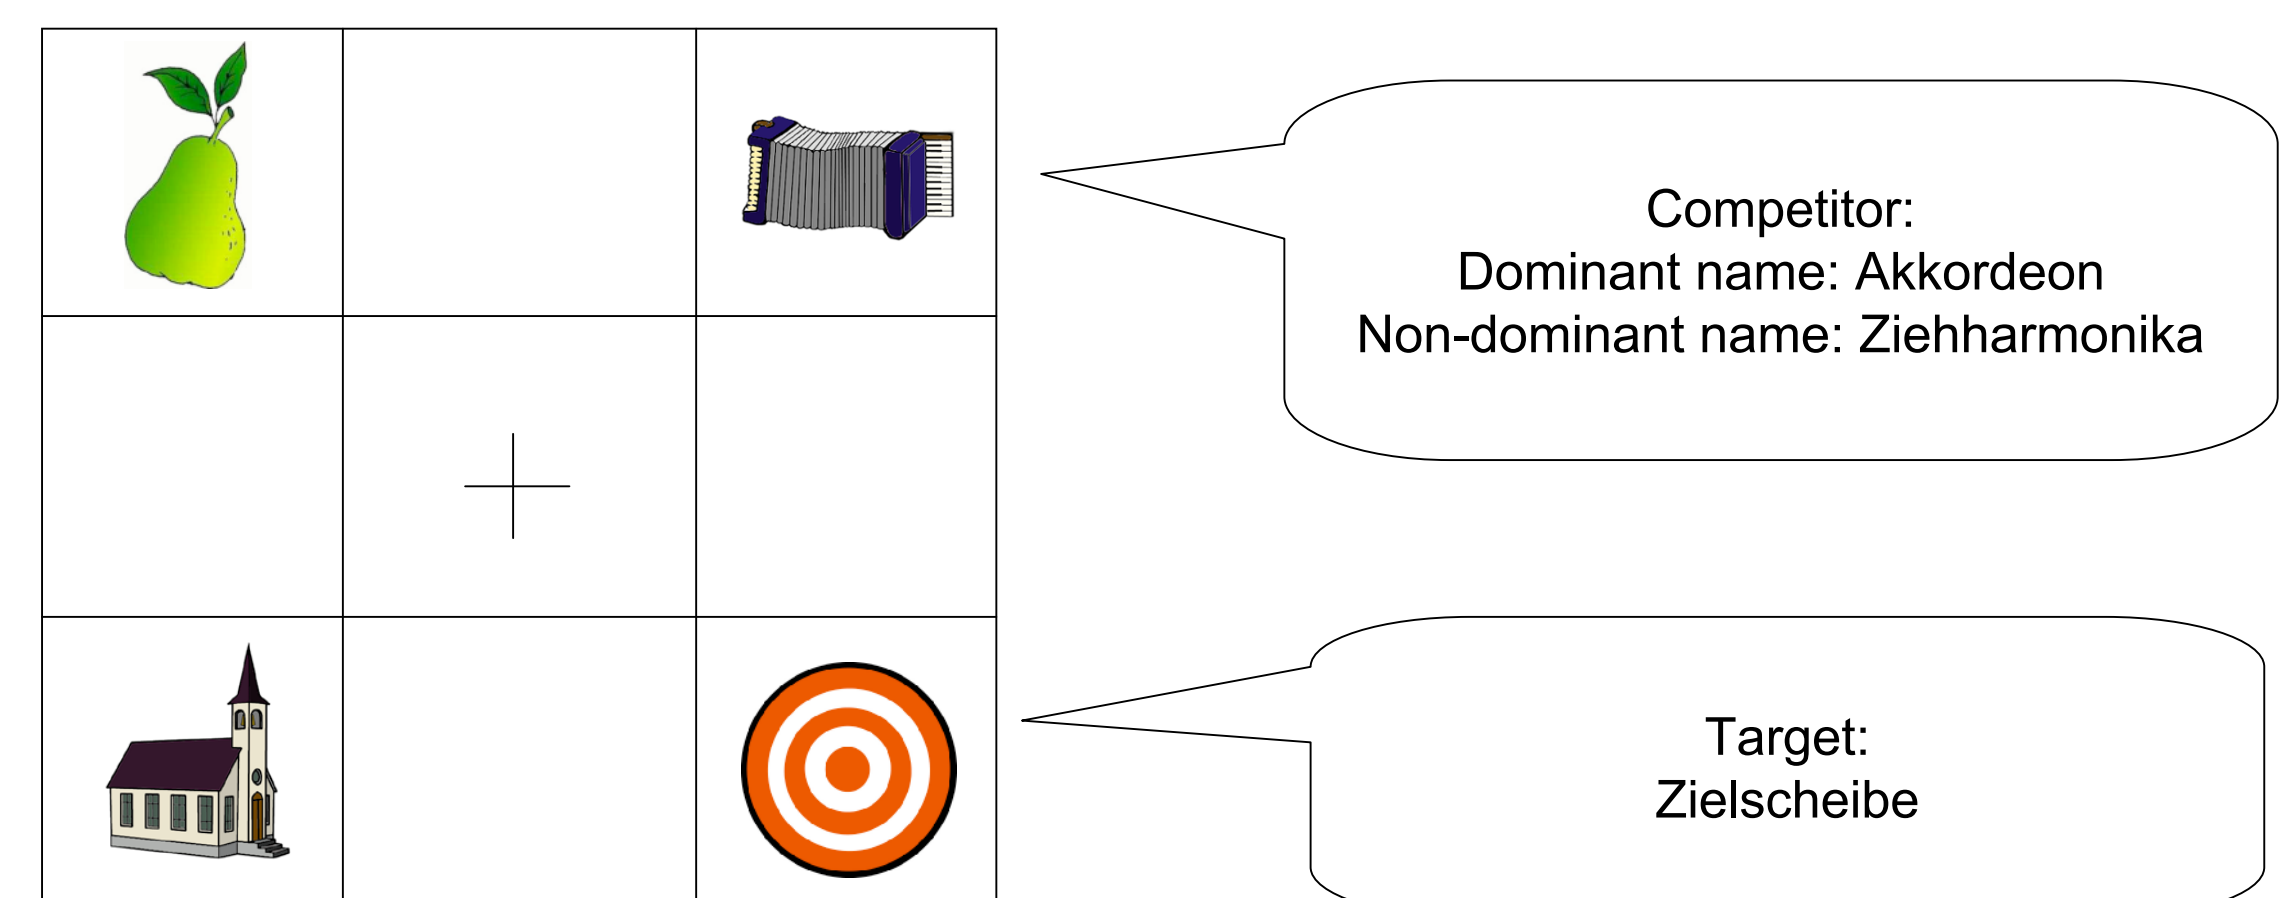 Competitor:
Dominant name: Akkordeon
Non-dominant name: Ziehharmonika
Target:
Zielscheibe